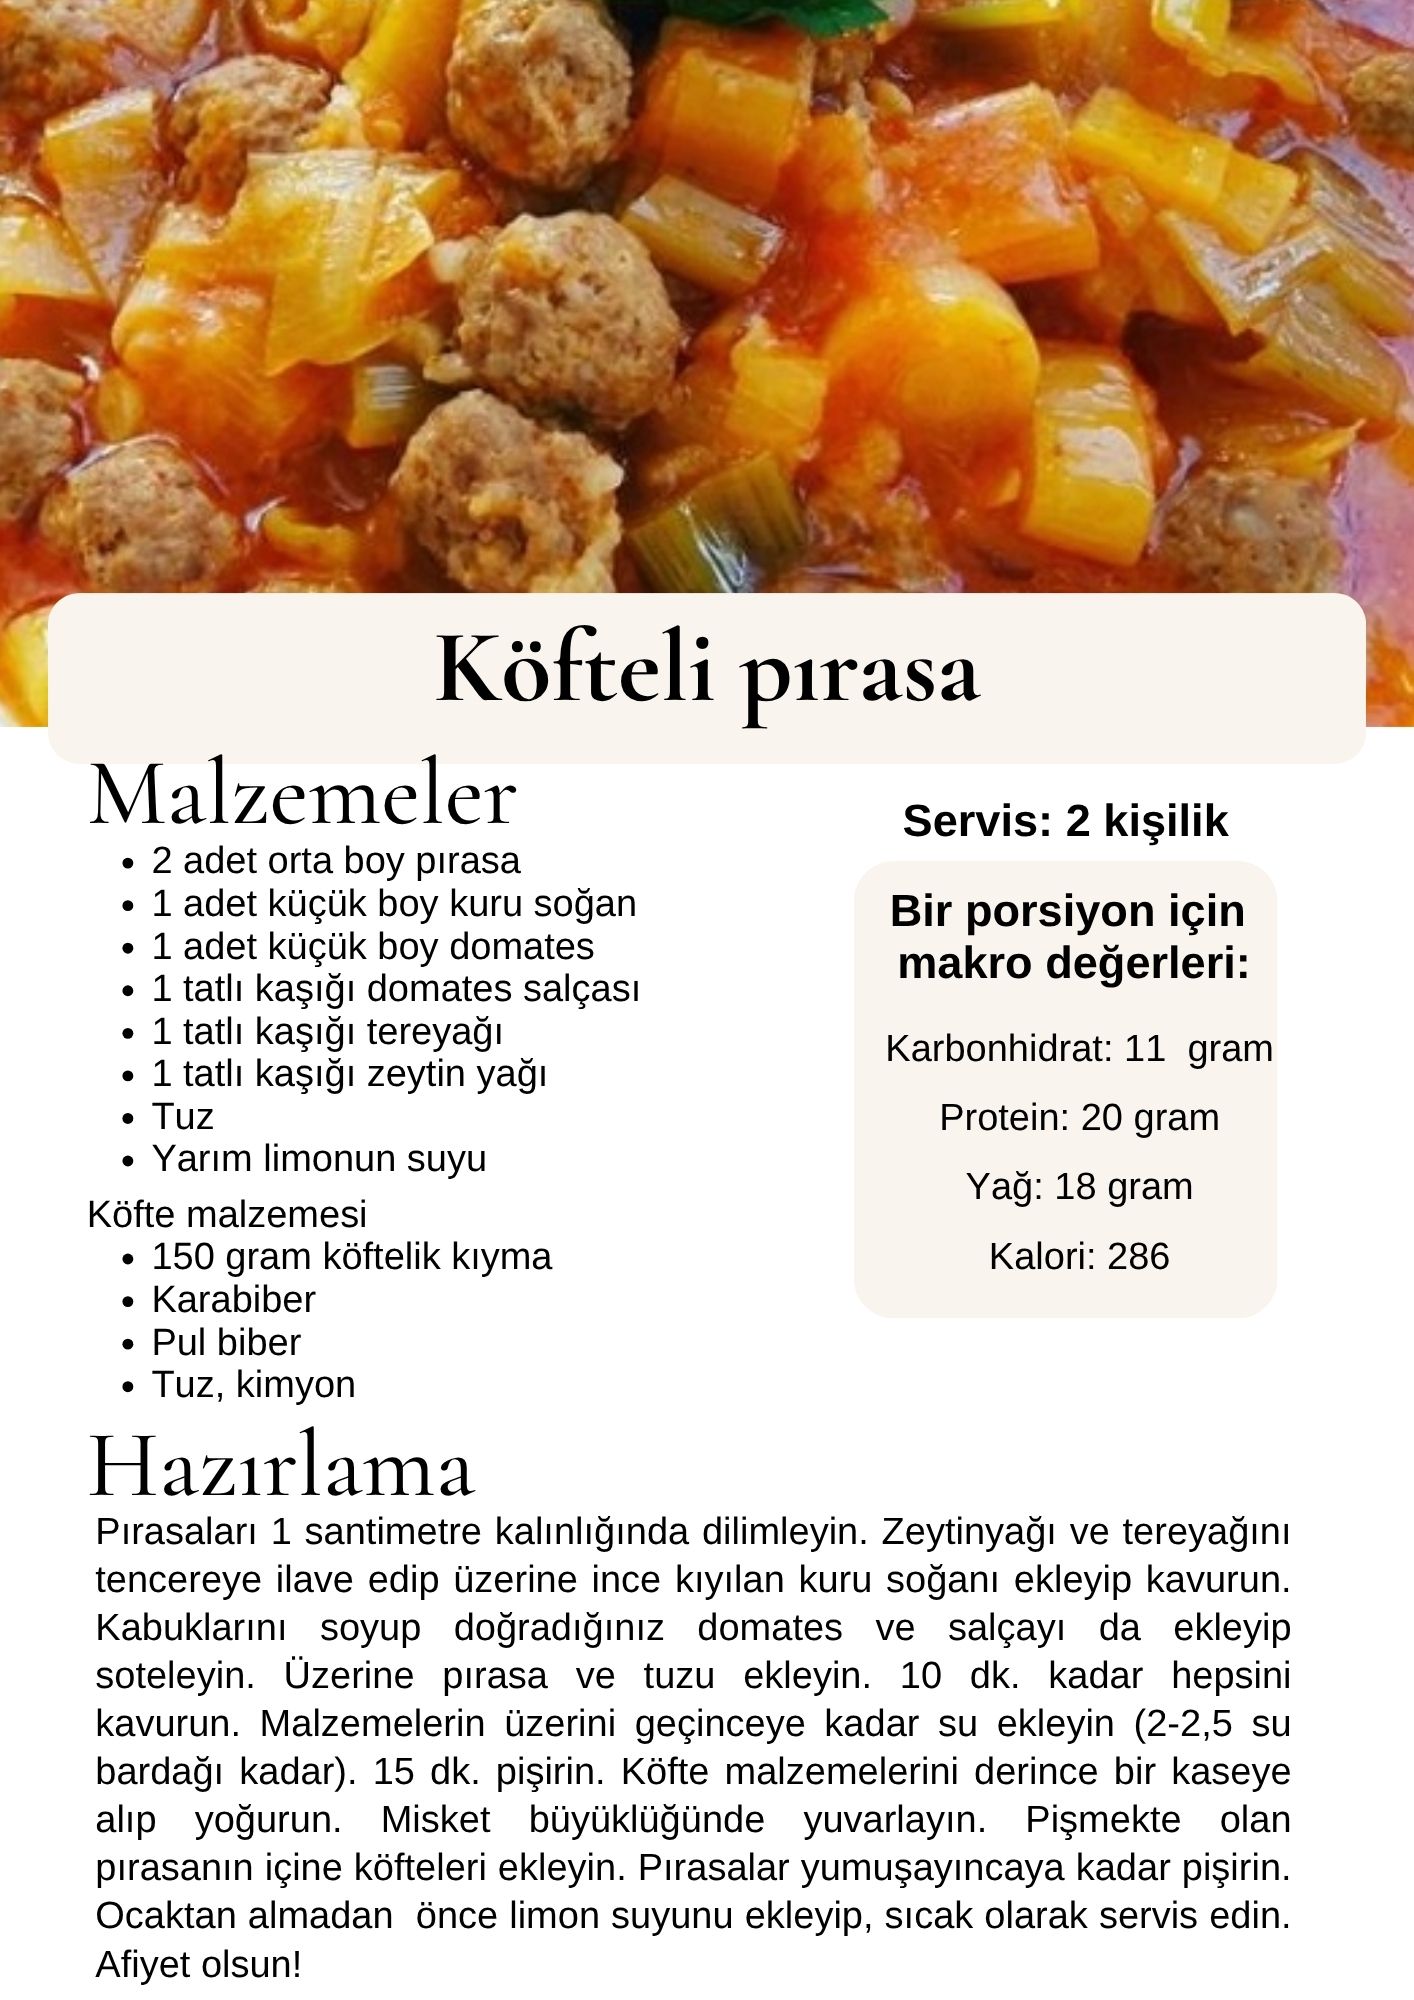 Köfteli pırasa
Malzemeler
2 adet orta boy pırasa
1 adet küçük boy kuru soğan
1 adet küçük boy domates
1 tatlı kaşığı domates salçası
1 tatlı kaşığı tereyağı
1 tatlı kaşığı zeytin yağı
Tuz
Yarım limonun suyu
Köfte malzemesi
150 gram köftelik kıyma
Karabiber
Pul biber
Tuz, kimyon
Servis: 2 kişilik
Bir porsiyon için
makro değerleri:
Karbonhidrat: 11  gram
Protein: 20 gram
Yağ: 18 gram
Kalori: 286
Hazırlama
Pırasaları 1 santimetre kalınlığında dilimleyin. Zeytinyağı ve tereyağını
tencereye ilave edip üzerine ince kıyılan kuru soğanı ekleyip kavurun.
Kabuklarını soyup doğradığınız domates ve salçayı da ekleyip
soteleyin. Üzerine pırasa ve tuzu ekleyin. 10 dk. kadar hepsini
kavurun. Malzemelerin üzerini geçinceye kadar su ekleyin (2-2,5 su
bardağı kadar). 15 dk. pişirin. Köfte malzemelerini derince bir kaseye
alıp yoğurun. Misket büyüklüğünde yuvarlayın. Pişmekte olan
pırasanın içine köfteleri ekleyin. Pırasalar yumuşayıncaya kadar pişirin.
Ocaktan almadan  önce limon suyunu ekleyip, sıcak olarak servis edin.
Afiyet olsun!